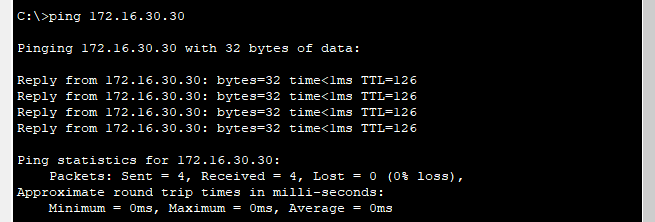 C:\>ping 172.16.30.30
Pinging 172.16.30.30 with 32 bytes of data:
Reply from 172.16.30.30: bytes=32 time<1ms TTL=126
Reply from 172.16.30.30: bytes=32 time<1ms TTL=126
Reply from 172.16.30.30: bytes=32 time<1ms TTL=126
Reply from 172.16.30.30: bytes=32 time<1ms TTL=126
Ping statistics for 172.16.30.30:
Packets: Sent = 4, Received = 4, Lost = 0 (0% loss),
Approximate round trip times in milli-seconds:
Minimum = 0ms, Maximum = 0ms, Average = 0ms